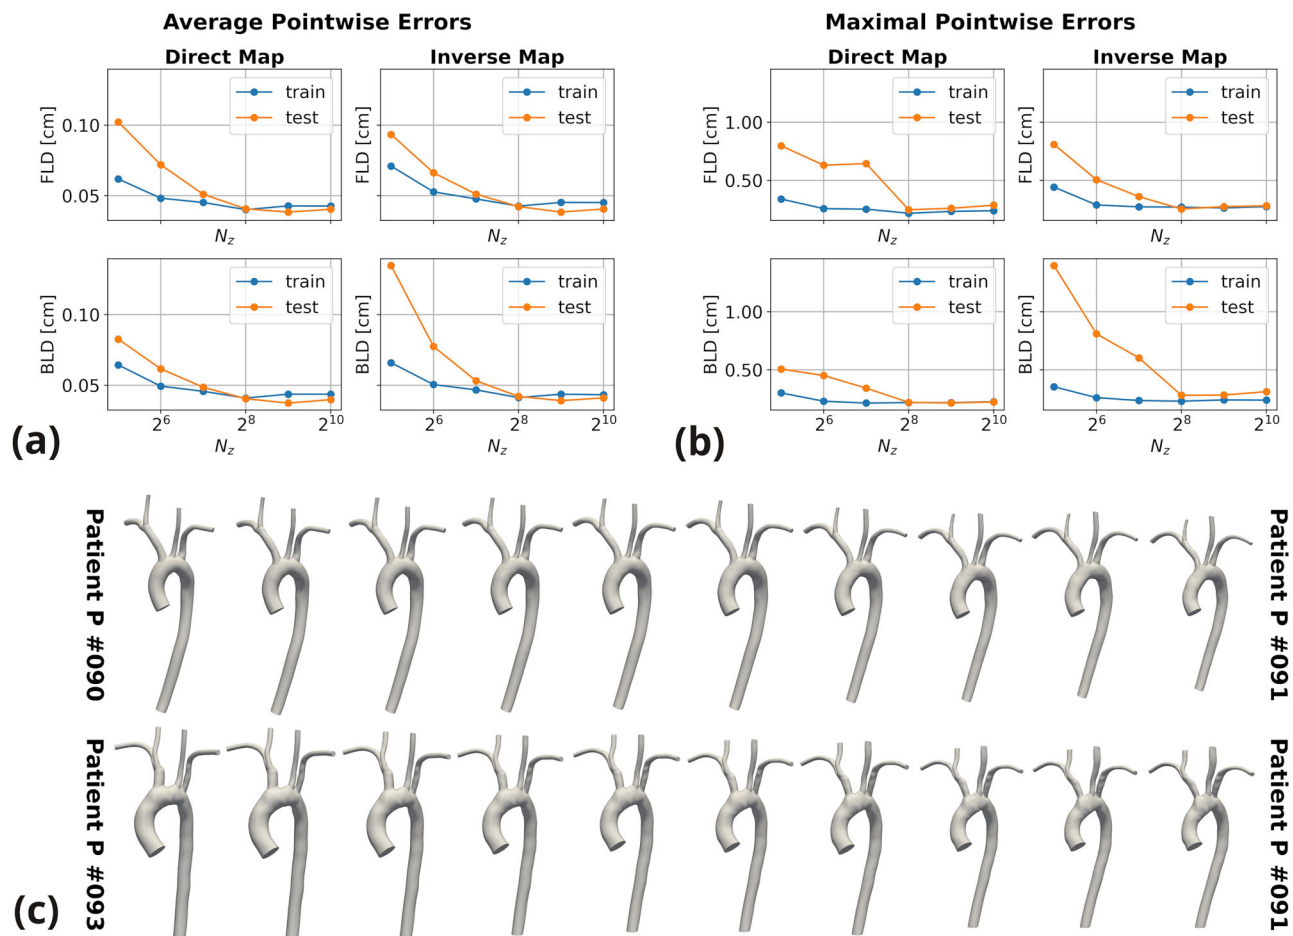 Average Pointwise Errors
Maximal Pointwise Errors
Direct Map
Inverse Map
Direct Map
Inverse Map
FLD [cm]
0.10
0.05
train
test
N_z
FLD [cm]
train
test
N_z
FLD [cm]
1.00
0.50
train
test
N_z
FLD [cm]
train
test
N_z
BLD [cm]
0.10
0.05
train
test
2^6
2^8
2^10
N_z
BLD [cm]
train
test
2^6
2^8
2^10
N_z
BLD [cm]
1.00
0.50
train
test
2^6
2^8
2^10
N_z
BLD [cm]
train
test
2^6
2^8
2^10
N_z
(a)
(b)
Patient P #090
Patient P #091
Patient P #093
Patient P #091
(c)